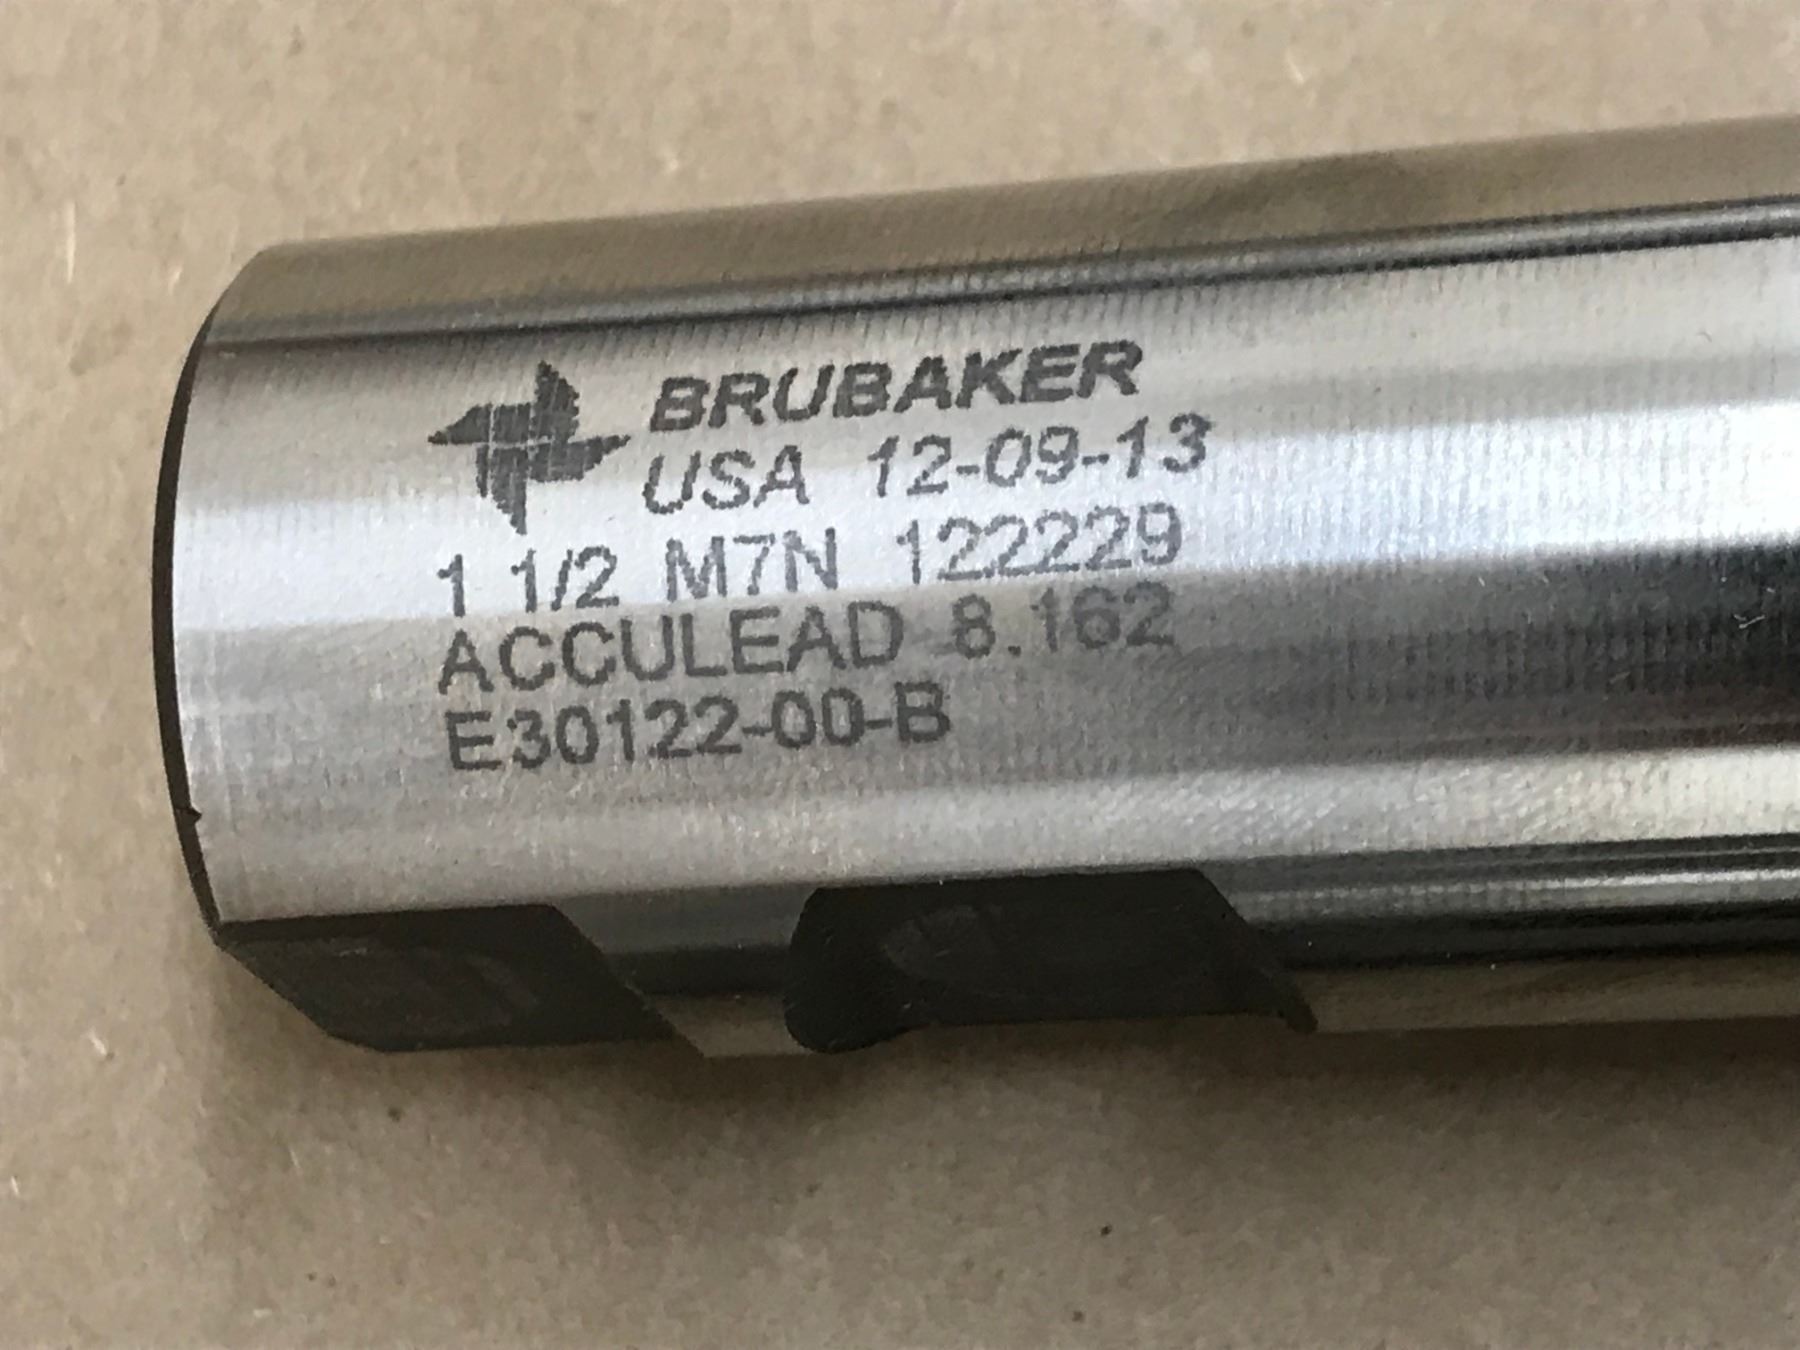 BRUBAKER
USA 12-09-13
1 1/2 M7N 122229
ACCULEAD 8.162
E30122-00-B